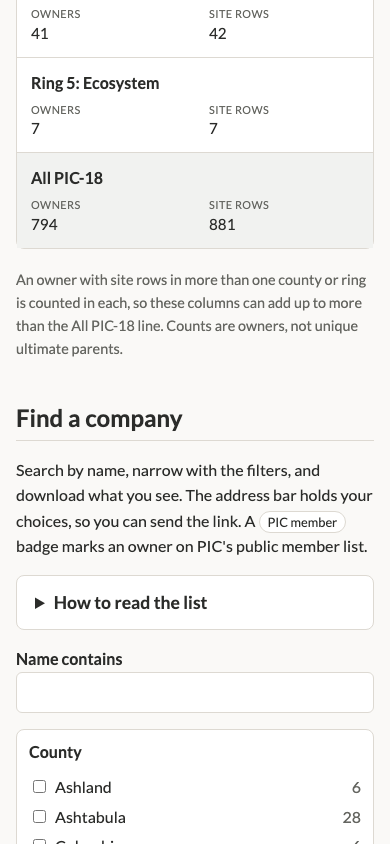 OWNERS SITE ROWS
41 42
Ring 5: Ecosystem
OWNERS SITE ROWS
7 7
All PIC-18
OWNERS SITE ROWS
794 881
An owner with site rows in more than one county or ring
is counted in each, so these columns can add up to more
than the All PIC-18 line. Counts are owners, not unique
ultimate parents.
Find a company
Search by name, narrow with the filters, and
download what you see. The address bar holds your
choices, so you can send the link. A PIC member
badge marks an owner on PIC's public member list.
How to read the list
Name contains
County
Ashland 6
Ashtabula 28